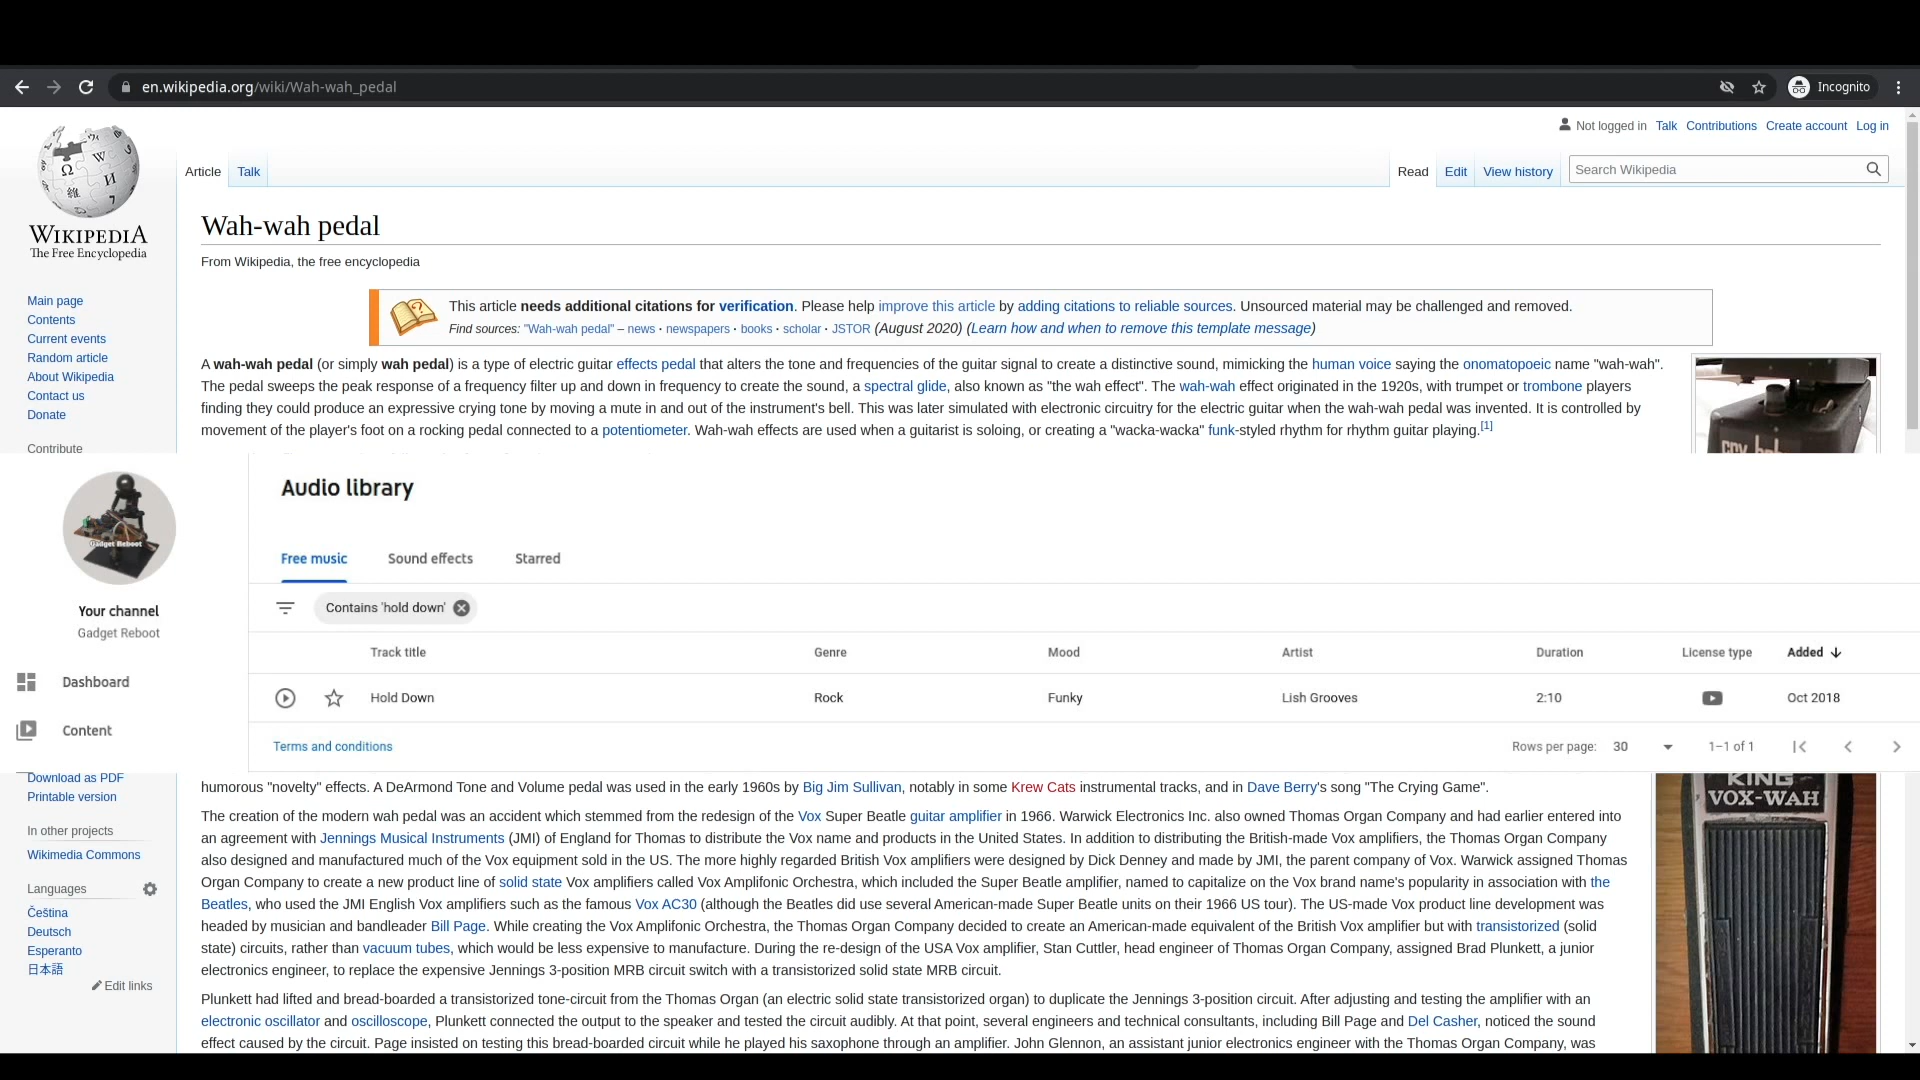 en.wikipedia.org/wiki/Wah-wah_pedal
Incognito
Not logged in Talk Contributions Create account Log in
Article Talk
Read Edit View history
Search Wikipedia
WIKIPEDIA
The Free Encyclopedia
Wah-wah pedal
From Wikipedia, the free encyclopedia
Main page
Contents
Current events
Random article
About Wikipedia
Contact us
Donate
Contribute
This article needs additional citations for verification. Please help improve this article by adding citations to reliable sources. Unsourced material may be challenged and removed.
Find sources: "Wah-wah pedal" – news · newspapers · books · scholar · JSTOR (August 2020) (Learn how and when to remove this template message)
A wah-wah pedal (or simply wah pedal) is a type of electric guitar effects pedal that alters the tone and frequencies of the guitar signal to create a distinctive sound, mimicking the human voice saying the onomatopoeic name "wah-wah".
The pedal sweeps the peak response of a frequency filter up and down in frequency to create the sound, a spectral glide, also known as "the wah effect". The wah-wah effect originated in the 1920s, with trumpet or trombone players
finding they could produce an expressive crying tone by moving a mute in and out of the instrument's bell. This was later simulated with electronic circuitry for the electric guitar when the wah-wah pedal was invented. It is controlled by
movement of the player's foot on a rocking pedal connected to a potentiometer. Wah-wah effects are used when a guitarist is soloing, or creating a "wacka-wacka" funk-styled rhythm for rhythm guitar playing.[1]
Gadget Reboot
Your channel
Gadget Reboot
Dashboard
Content
Audio library
Free music Sound effects Starred
Contains 'hold down'
Track title Genre Mood Artist Duration License type Added
Hold Down Rock Funky Lish Grooves 2:10 Oct 2018
Terms and conditions
Rows per page: 30 1–1 of 1
Download as PDF
Printable version
In other projects
Wikimedia Commons
Languages
Čeština
Deutsch
Esperanto
日本語
Edit links
humorous "novelty" effects. A DeArmond Tone and Volume pedal was used in the early 1960s by Big Jim Sullivan, notably in some Krew Cats instrumental tracks, and in Dave Berry's song "The Crying Game".
The creation of the modern wah pedal was an accident which stemmed from the redesign of the Vox Super Beatle guitar amplifier in 1966. Warwick Electronics Inc. also owned Thomas Organ Company and had earlier entered into
an agreement with Jennings Musical Instruments (JMI) of England for Thomas to distribute the Vox name and products in the United States. In addition to distributing the British-made Vox amplifiers, the Thomas Organ Company
also designed and manufactured much of the Vox equipment sold in the US. The more highly regarded British Vox amplifiers were designed by Dick Denney and made by JMI, the parent company of Vox. Warwick assigned Thomas
Organ Company to create a new product line of solid state Vox amplifiers called Vox Amplifonic Orchestra, which included the Super Beatle amplifier, named to capitalize on the Vox brand name's popularity in association with the
Beatles, who used the JMI English Vox amplifiers such as the famous Vox AC30 (although the Beatles did use several American-made Super Beatle units on their 1966 US tour). The US-made Vox product line development was
headed by musician and bandleader Bill Page. While creating the Vox Amplifonic Orchestra, the Thomas Organ Company decided to create an American-made equivalent of the British Vox amplifier but with transistorized (solid
state) circuits, rather than vacuum tubes, which would be less expensive to manufacture. During the re-design of the USA Vox amplifier, Stan Cuttler, head engineer of Thomas Organ Company, assigned Brad Plunkett, a junior
electronics engineer, to replace the expensive Jennings 3-position MRB circuit switch with a transistorized solid state MRB circuit.
Plunkett had lifted and bread-boarded a transistorized tone-circuit from the Thomas Organ (an electric solid state transistorized organ) to duplicate the Jennings 3-position circuit. After adjusting and testing the amplifier with an
electronic oscillator and oscilloscope, Plunkett connected the output to the speaker and tested the circuit audibly. At that point, several engineers and technical consultants, including Bill Page and Del Casher, noticed the sound
effect caused by the circuit. Page insisted on testing this bread-boarded circuit while he played his saxophone through an amplifier. John Glennon, an assistant junior electronics engineer with the Thomas Organ Company, was
KING
VOX-WAH